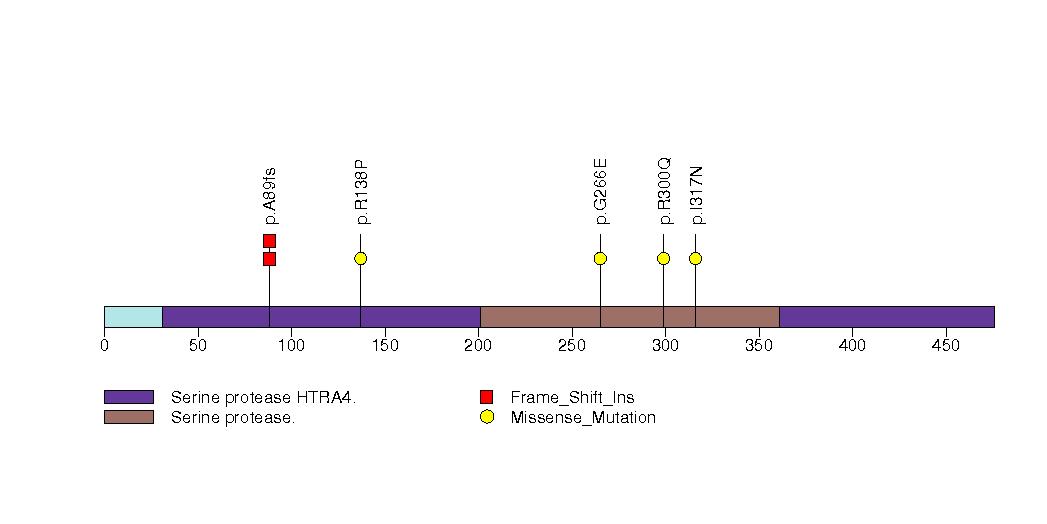 p.A89fs
p.R138P
p.G266E
p.R300Q
p.I317N
0 50 100 150 200 250 300 350 400 450
Serine protease HTRA4.
Serine protease.
Frame_Shift_Ins
Missense_Mutation